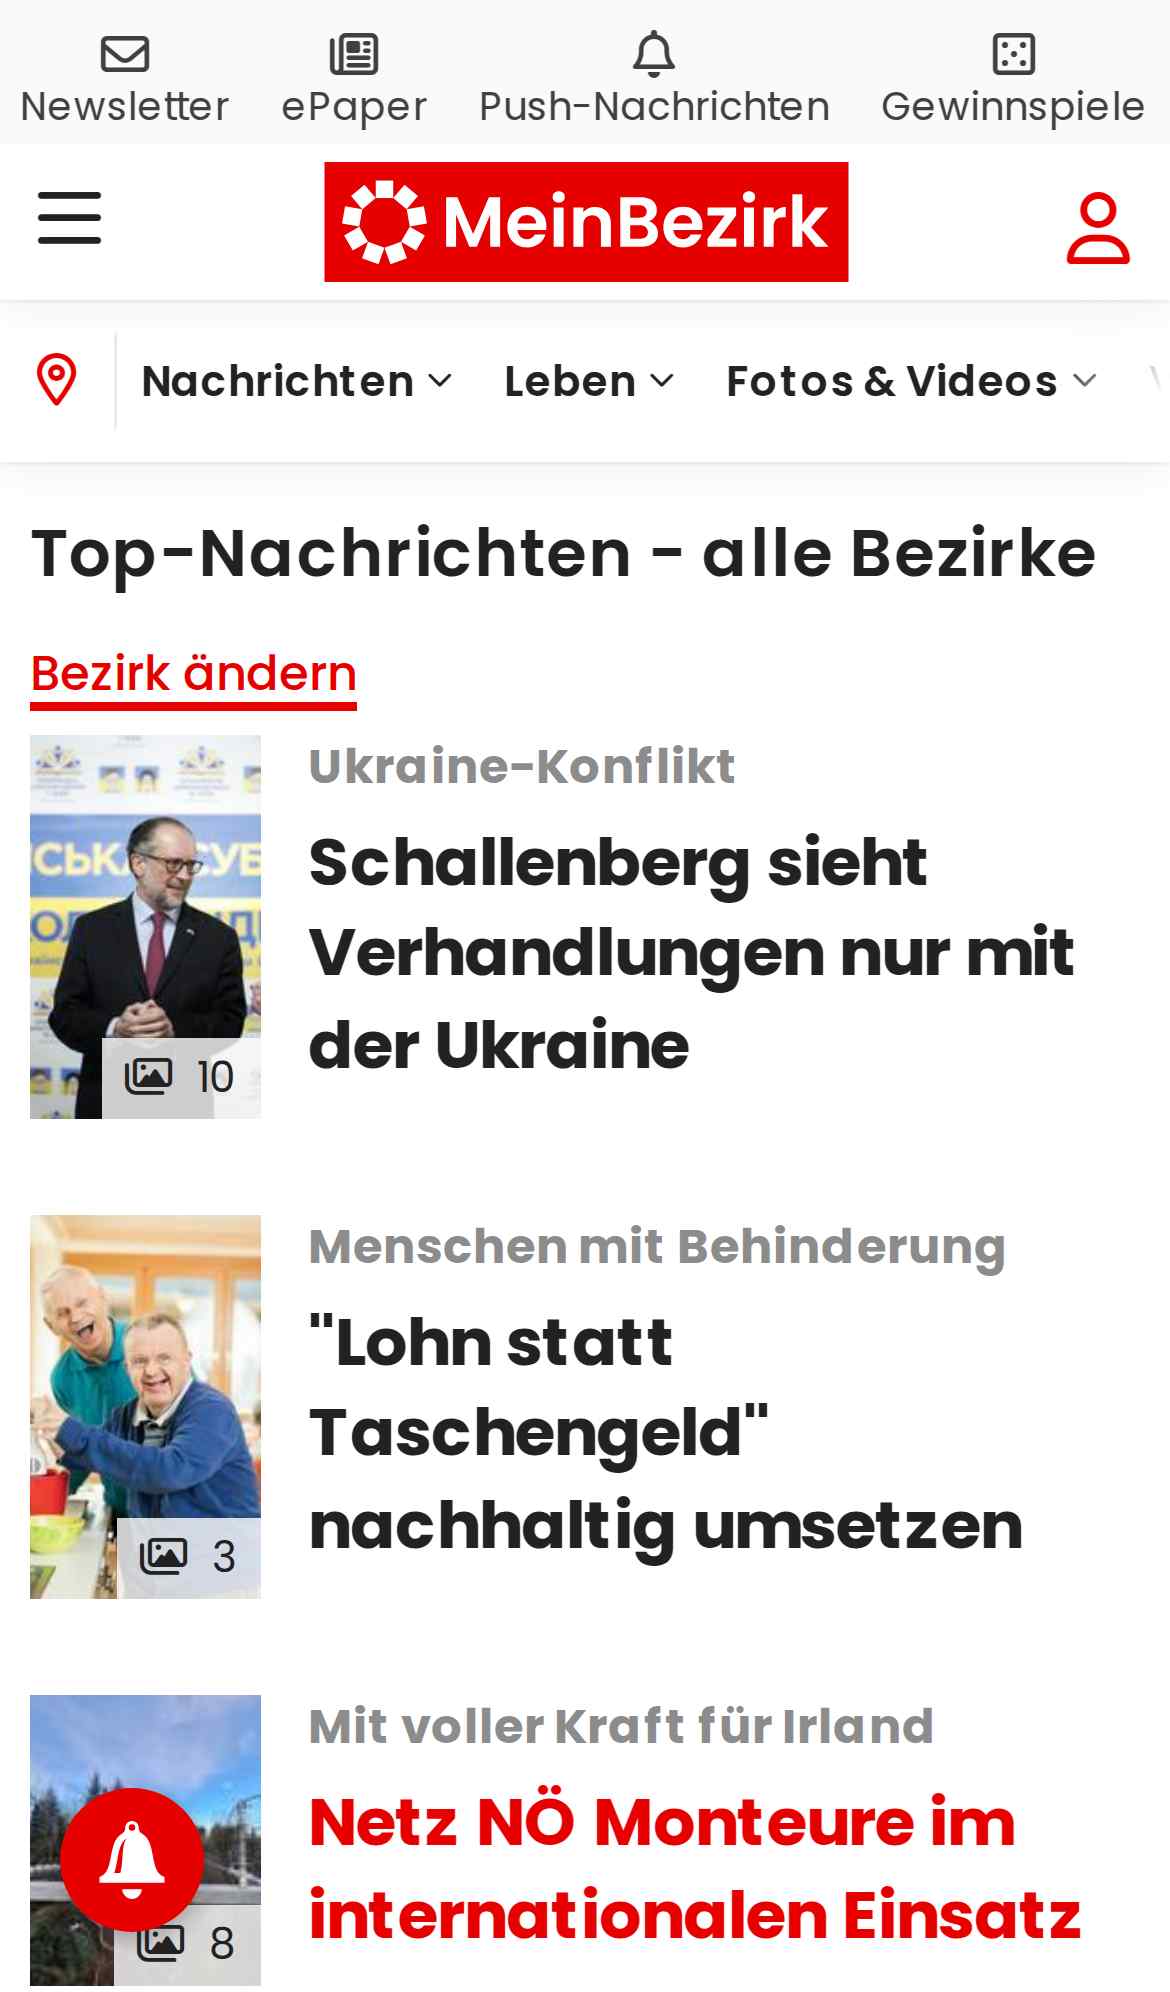 Newsletter
ePaper
Push-Nachrichten
Gewinnspiele
MeinBezirk
Nachrichten
Leben
Fotos & Videos
Top-Nachrichten - alle Bezirke
Bezirk ändern
10
Ukraine-Konflikt
Schallenberg sieht
Verhandlungen nur mit
der Ukraine
3
Menschen mit Behinderung
"Lohn statt
Taschengeld"
nachhaltig umsetzen
8
Mit voller Kraft für Irland
Netz NÖ Monteure im
internationalen Einsatz